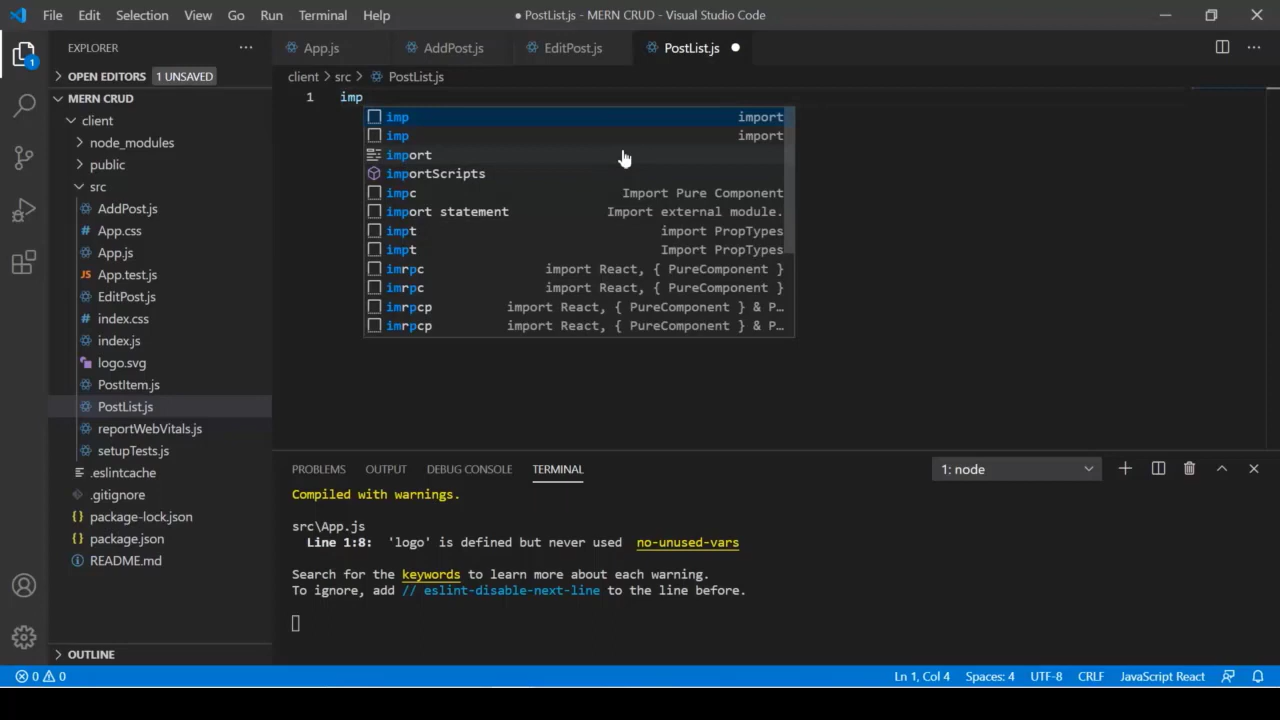 File Edit Selection View Go Run Terminal Help ● PostList.js - MERN CRUD - Visual Studio Code
EXPLORER
App.js AddPost.js EditPost.js PostList.js
OPEN EDITORS 1 UNSAVED
client > src > PostList.js
MERN CRUD
1 imp
client
node_modules
public
src
AddPost.js
# App.css
App.js
JS App.test.js
EditPost.js
# index.css
index.js
logo.svg
PostItem.js
PostList.js
reportWebVitals.js
setupTests.js
.eslintcache
.gitignore
{} package-lock.json
{} package.json
README.md
OUTLINE
imp import
imp import
import
importScripts
impc Import Pure Component
import statement Import external module.
impt import PropTypes
impt Import PropTypes
imrpc import React, { PureComponent }
imrpc import React, { PureComponent }
imrpcp import React, { PureComponent } & P…
imrpcp import React, { PureComponent } & P…
PROBLEMS OUTPUT DEBUG CONSOLE TERMINAL 1: node
Compiled with warnings.
src\App.js
Line 1:8: 'logo' is defined but never used no-unused-vars
Search for the keywords to learn more about each warning.
To ignore, add // eslint-disable-next-line to the line before.
1
0 0 Ln 1, Col 4 Spaces: 4 UTF-8 CRLF JavaScript React